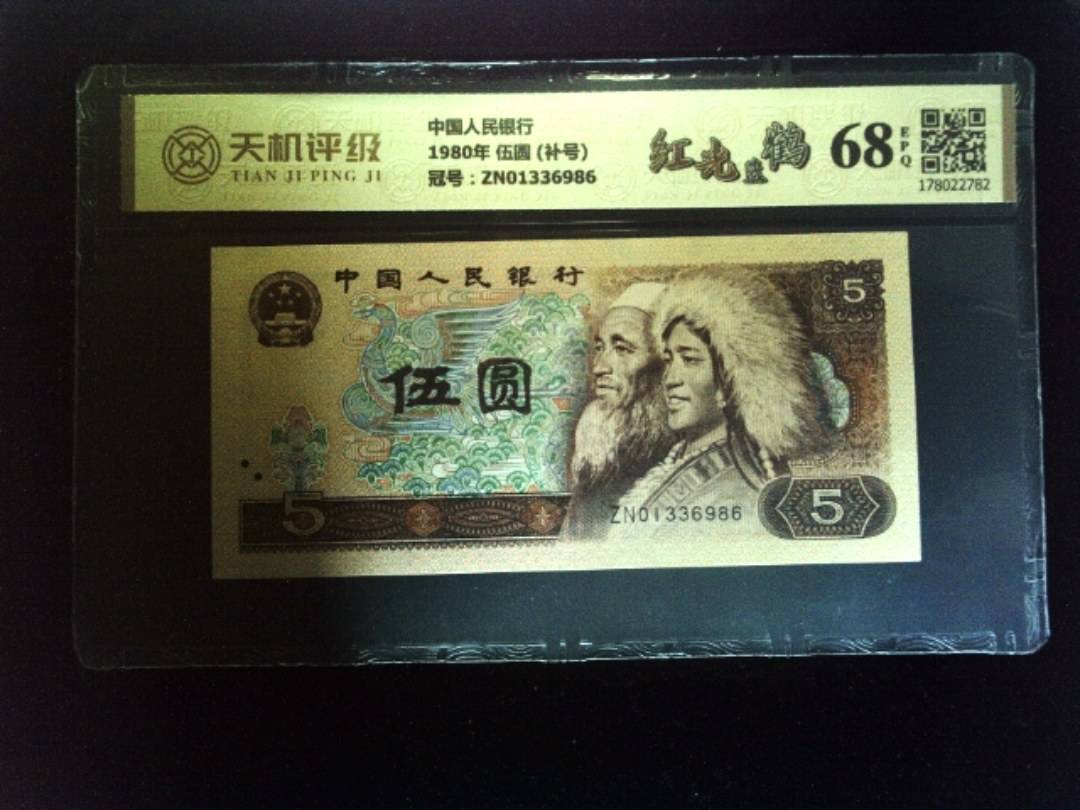 天机评级
TIAN JI PING JI
中国人民银行
1980年 伍圆 (补号)
冠号：ZN01336986
红光蓝鹤
68
EPQ
178022782
中国人民银行
5
伍圆
ZN01336986
5
5